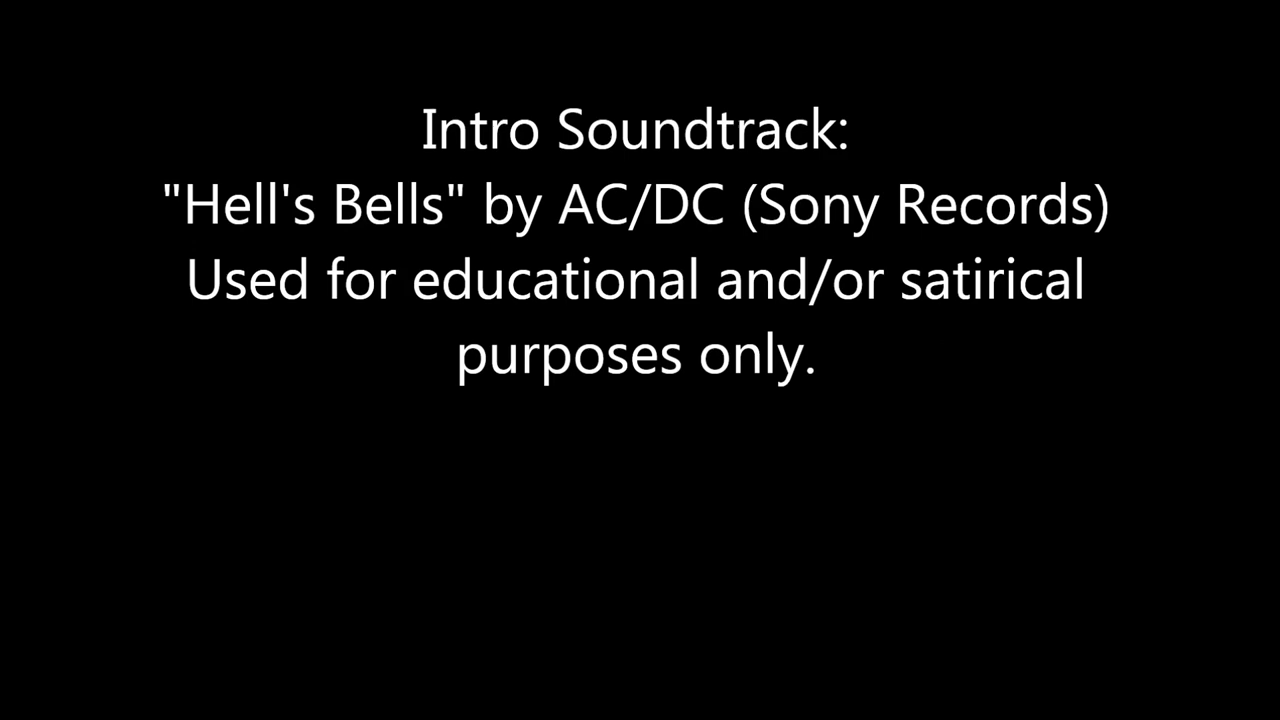 Intro Soundtrack:
"Hell's Bells" by AC/DC (Sony Records)
Used for educational and/or satirical
purposes only.